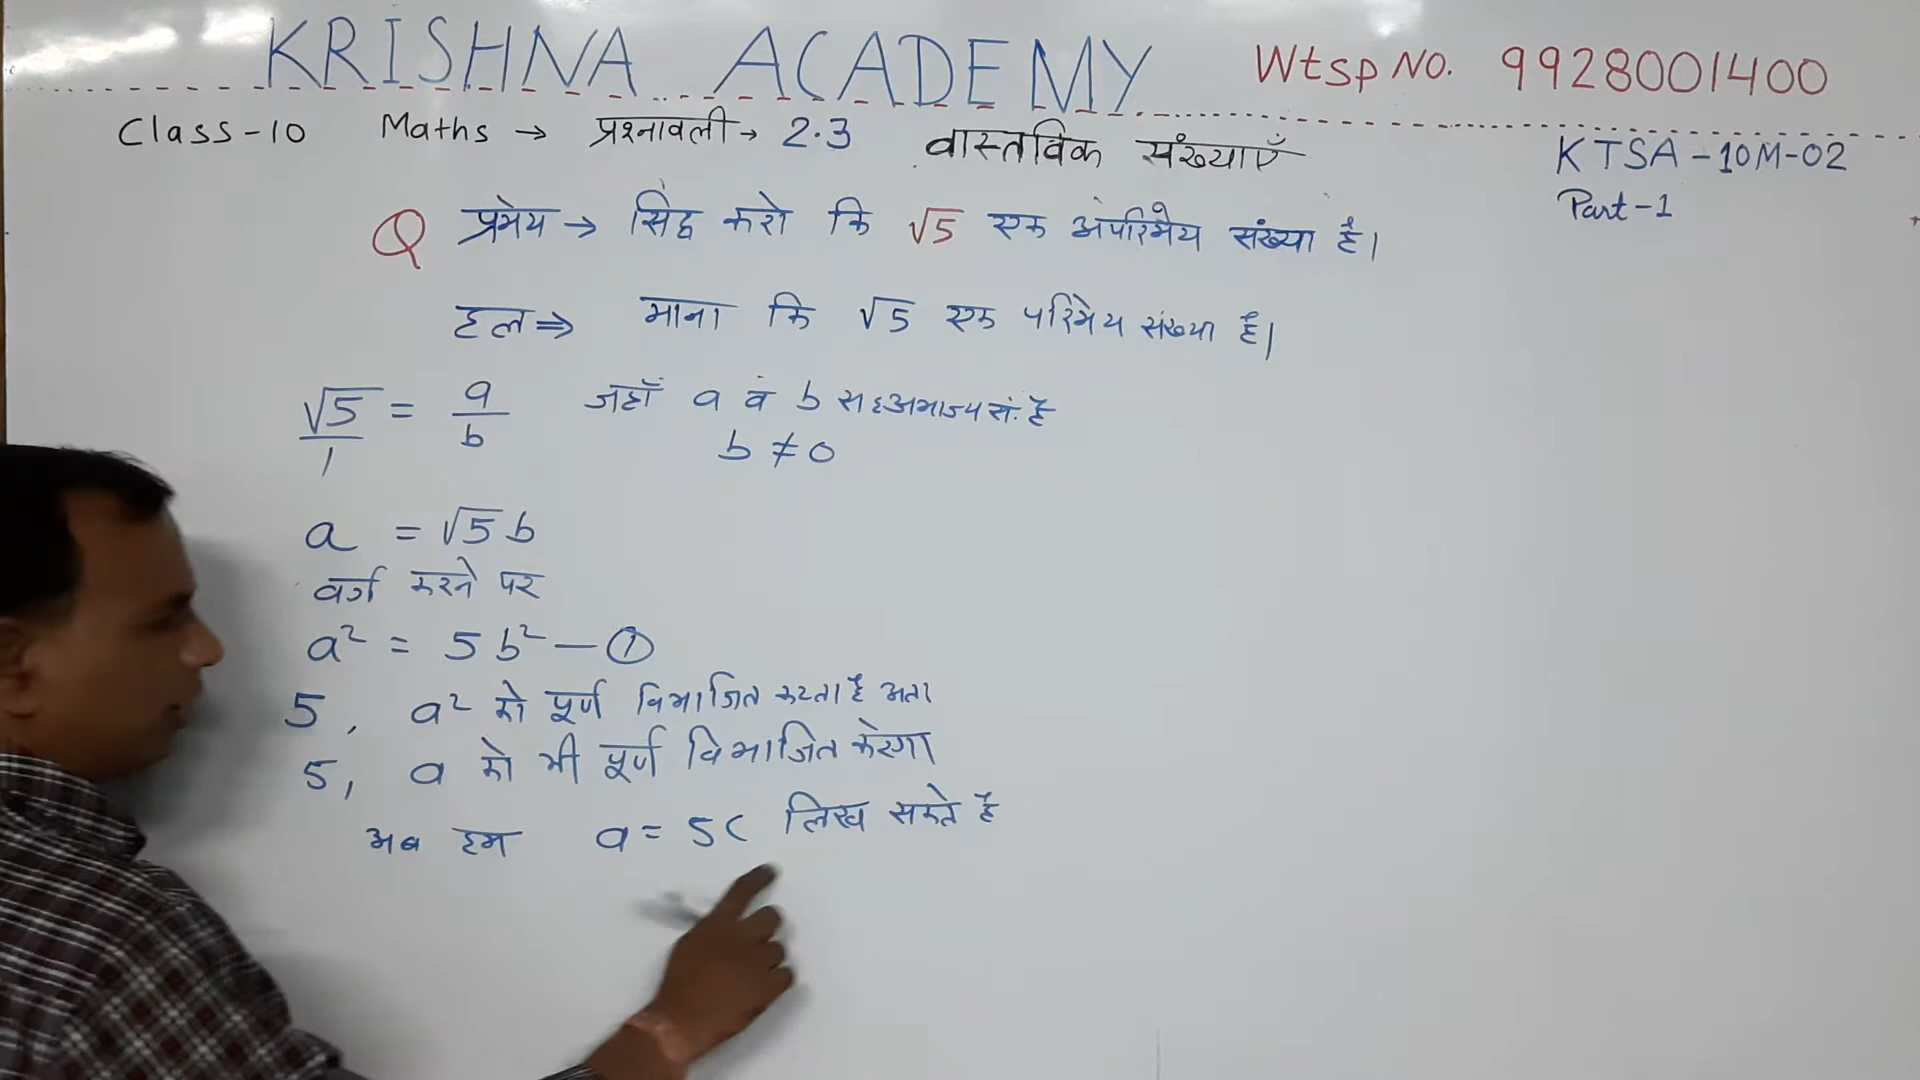 KRISHNA ACADEMY Wtsp NO. 9928001400
Class-10 Maths → प्रश्नावली → 2.3 वास्तविक संख्याएँ KTSA-10M-02
Part-1
Q प्रमेय → सिद्ध करो कि √5 एक अपरिमेय संख्या है।
हल ⇒ माना कि √5 एक परिमेय संख्या है।
√5/1 = a/b जहाँ a व b सहअभाज्य सं. है
b ≠ 0
a = √5 b
वर्ग करने पर
a² = 5b² — ①
5, a² को पूर्ण विभाजित करता है अतः
5, a को भी पूर्ण विभाजित करेगा
अब हम a = 5c लिख सकते है